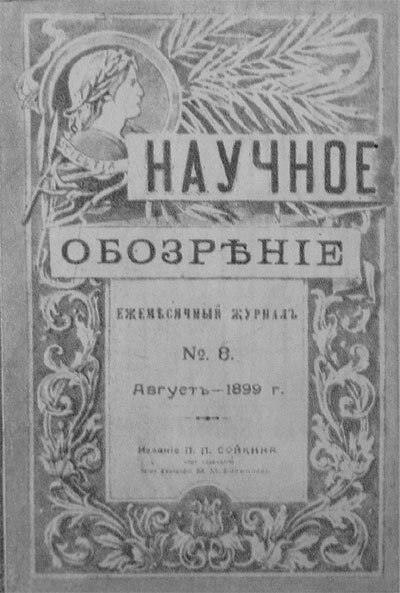 НАУЧНОЕ
ОБОЗРѢНІЕ
ЕЖЕМѢСЯЧНЫЙ ЖУРНАЛЪ
№. 8.
Августъ—1899 г.
Изданіе П. П. СОЙКИНА